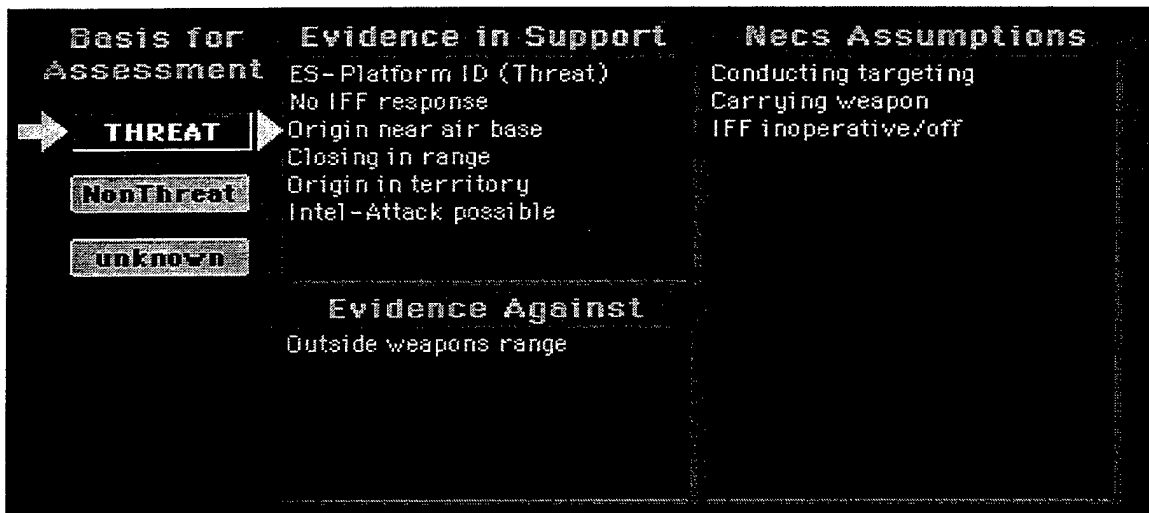 Basis for
Assessment
THREAT
NonThreat
unknown
Evidence in Support
ES-Platform ID (Threat)
No IFF response
Origin near air base
Closing in range
Origin in territory
Intel-Attack possible
Evidence Against
Outside weapons range
Necs Assumptions
Conducting targeting
Carrying weapon
IFF inoperative/off